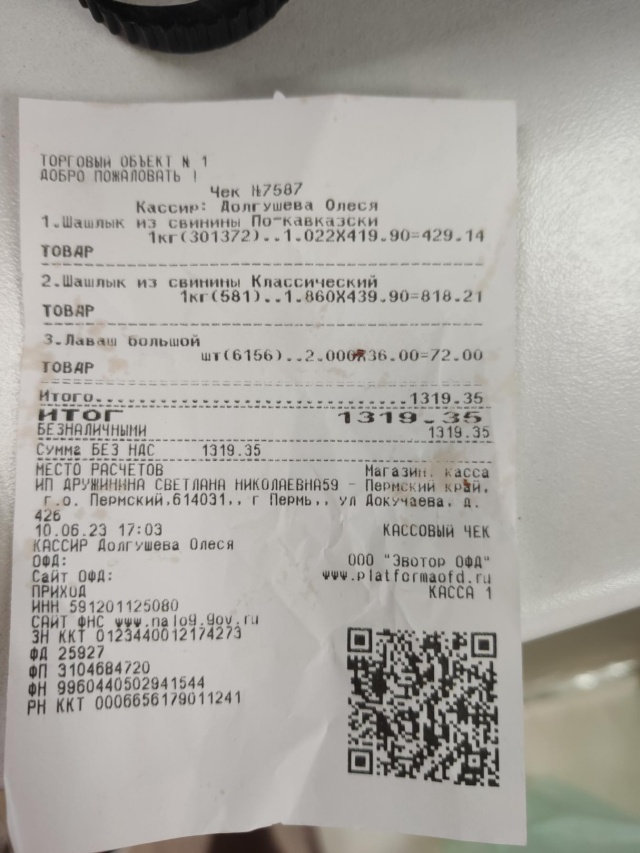 ТОРГОВЫЙ ОБЪЕКТ N 1
ДОБРО ПОЖАЛОВАТЬ !
Чек №7587
Кассир: Долгушева Олеся
1.Шашлык из свинины По-кавказски
1кг(301372)..1.022X419.90=429.14
ТОВАР
2.Шашлык из свинины Классический
1кг(581)..1.860X439.90=818.21
ТОВАР
3.Лаваш большой
шт(6156)..2.000X36.00=72.00
ТОВАР
Итого..................................1319.35
ИТОГ 1319.35
БЕЗНАЛИЧНЫМИ 1319.35
Сумма БЕЗ НДС 1319.35
МЕСТО РАСЧЕТОВ Магазин. касса
ИП ДРУЖИНИНА СВЕТЛАНА НИКОЛАЕВНА59 - Пермский край,
г.о. Пермский,614031,, г Пермь,, ул Докучаева, д.
42б
10.06.23 17:03 КАССОВЫЙ ЧЕК
КАССИР Долгушева Олеся
ОФД: ООО "Эвотор ОФД"
Сайт ОФД: www.platformaofd.ru
ПРИХОД КАССА 1
ИНН 591201125080
САЙТ ФНС www.nalog.gov.ru
ЗН ККТ 0123440012174273
ФД 25927
ФП 3104684720
ФН 9960440502941544
РН ККТ 0006656179011241